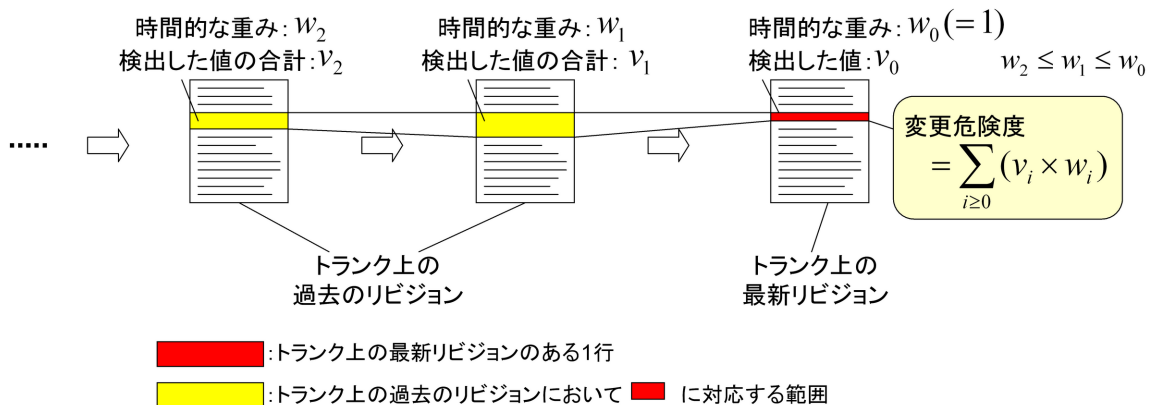 時間的な重み: w₂
検出した値の合計: v₂
時間的な重み: w₁
検出した値の合計: v₁
時間的な重み: w₀(=1)
検出した値: v₀
w₂ ≤ w₁ ≤ w₀
.....
変更危険度
= ∑_{i≥0} (vᵢ × wᵢ)
トランク上の
過去のリビジョン
トランク上の
最新リビジョン
:トランク上の最新リビジョンのある1行
:トランク上の過去のリビジョンにおいて に対応する範囲